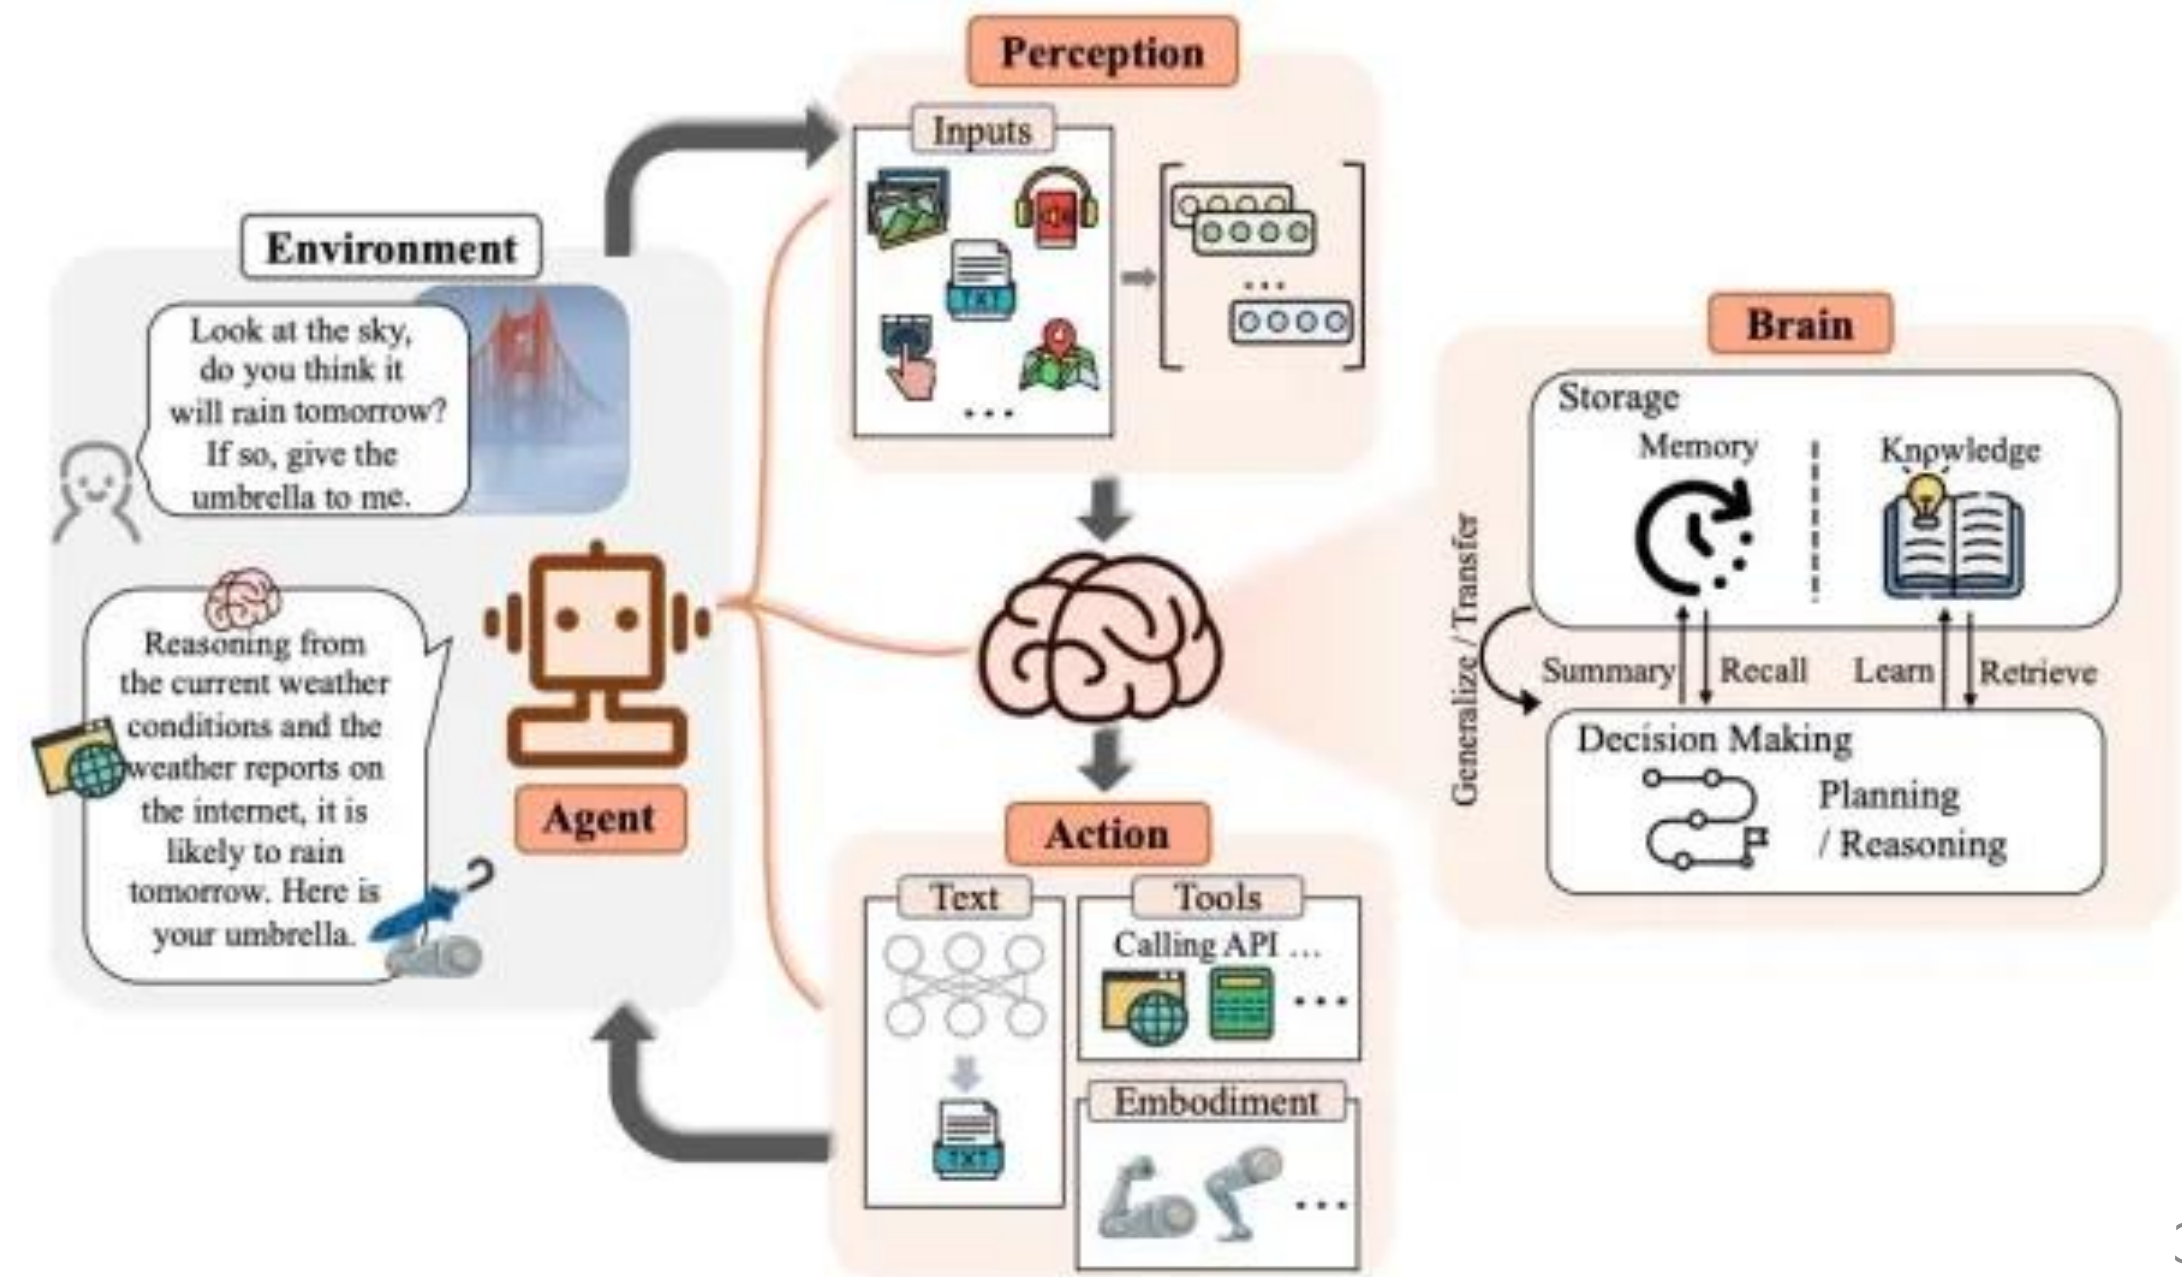 Perception
Inputs
TXT
Environment
Look at the sky,
do you think it
will rain tomorrow?
If so, give the
umbrella to me.
Reasoning from
the current weather
conditions and the
weather reports on
the internet, it is
likely to rain
tomorrow. Here is
your umbrella.
Agent
Brain
Storage
Memory
Knowledge
Generalize / Transfer
Summary
Recall
Learn
Retrieve
Decision Making
Planning
/ Reasoning
Action
Text
TXT
Tools
Calling API ...
Embodiment